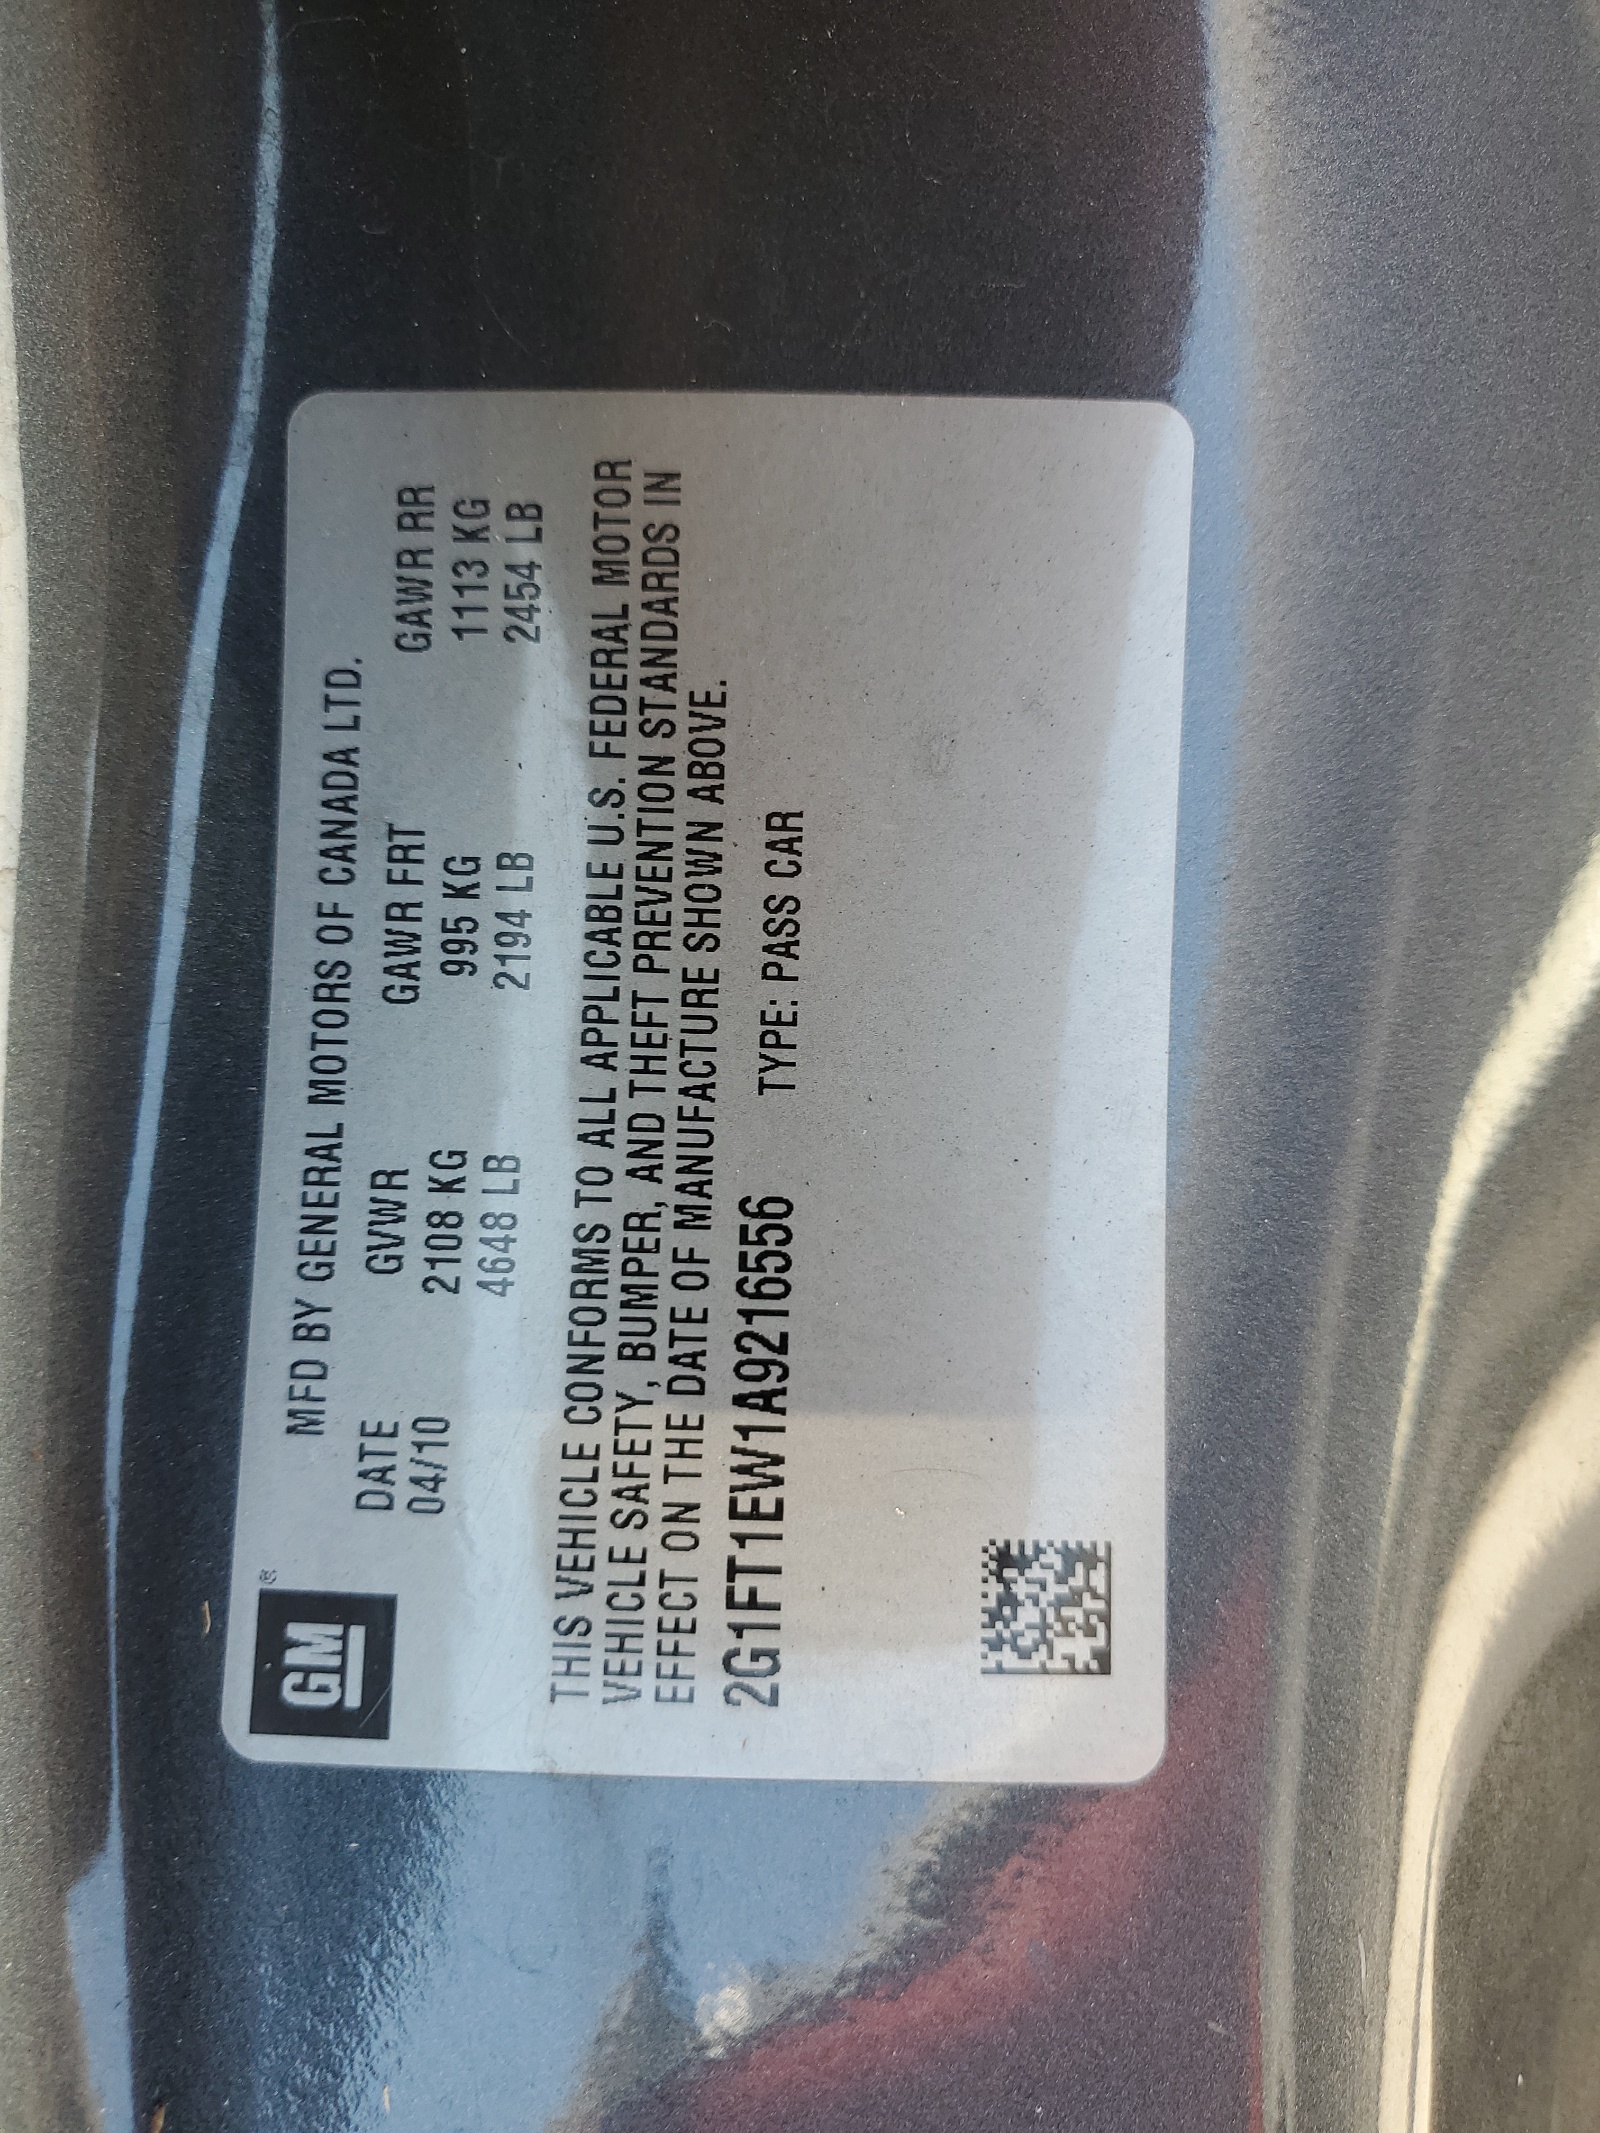 GM ®
MFD BY GENERAL MOTORS OF CANADA LTD.
DATE GVWR GAWR FRT GAWR RR
04/10 2108 KG 995 KG 1113 KG
4648 LB 2194 LB 2454 LB
THIS VEHICLE CONFORMS TO ALL APPLICABLE U.S. FEDERAL MOTOR
VEHICLE SAFETY, BUMPER, AND THEFT PREVENTION STANDARDS IN
EFFECT ON THE DATE OF MANUFACTURE SHOWN ABOVE.
2G1FT1EW1A9216556 TYPE: PASS CAR